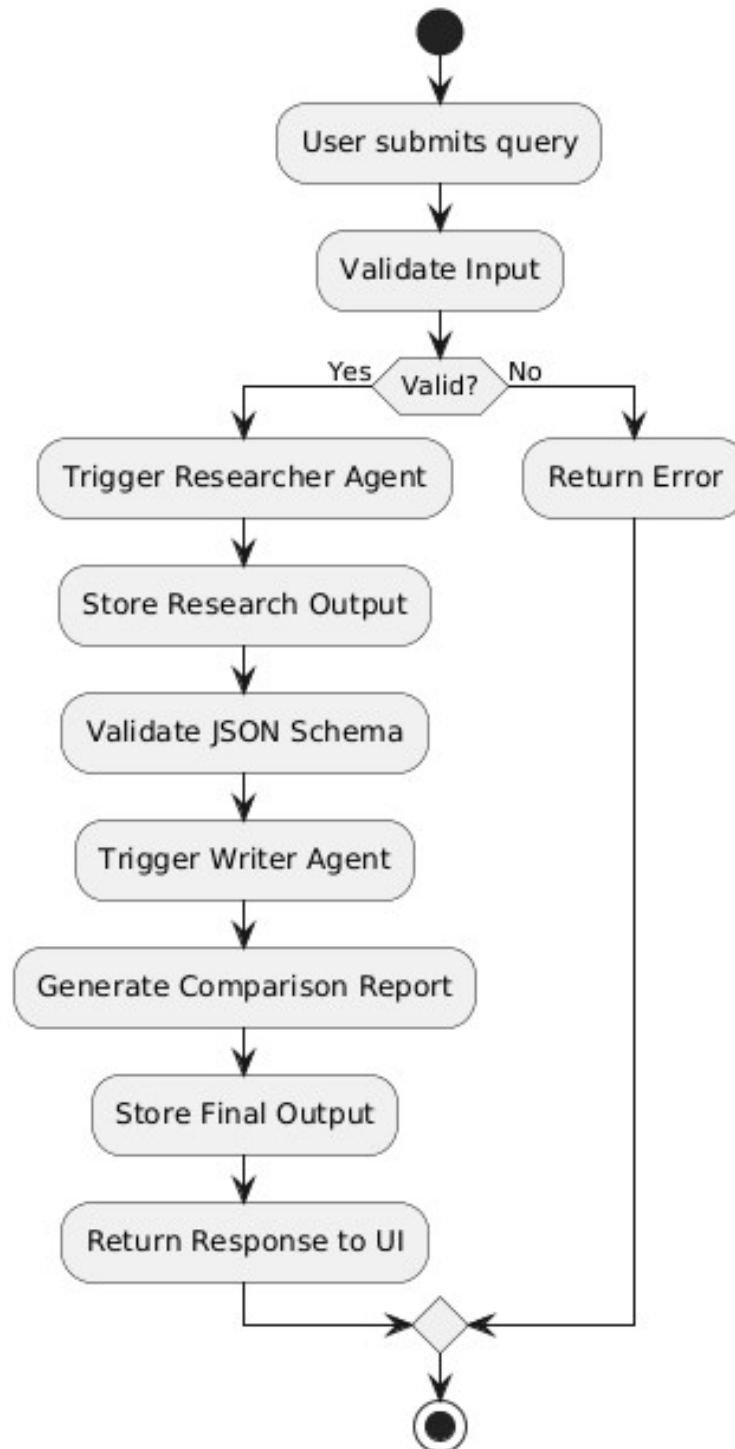 User submits query
Validate Input
Valid?
Yes
No
Trigger Researcher Agent
Return Error
Store Research Output
Validate JSON Schema
Trigger Writer Agent
Generate Comparison Report
Store Final Output
Return Response to UI